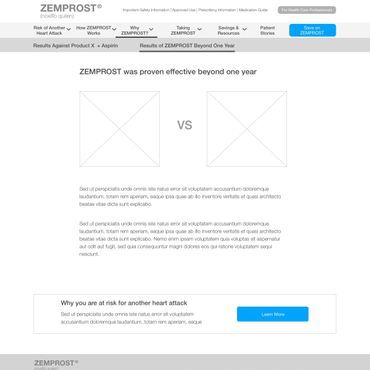 ZEMPROST®
Important Safety Information | Approved Use | Prescribing Information | Medication Guide
For Health Care Professionals
Risk of Another
Heart Attack
How ZEMPROST
Works
Why
ZEMPROST?
Taking
ZEMPROST
Savings &
Resources
Patient
Stories
Save on
ZEMPROST
Results Against Product X + Aspirin
Results of ZEMPROST Beyond One Year
ZEMPROST was proven effective beyond one year
VS
Sed ut perspiciatis unde omnis iste natus error sit voluptatem accusantium doloremque
laudantium, totam rem aperiam, eaque ipsa quae ab illo inventore veritatis et quasi architecto
beatae vitae dicta sunt explicabo.
Sed ut perspiciatis unde omnis iste natus error sit voluptatem accusantium doloremque
laudantium, totam rem aperiam, eaque ipsa quae ab illo inventore veritatis et quasi architecto
beatae vitae dicta sunt explicabo. Nemo enim ipsam voluptatem quia voluptas sit aspernatur
aut odit aut fugit, sed quia consequuntur magni dolores eos qui ratione voluptatem sequi
nesciunt.
Why you are at risk for another heart attack
Sed ut perspiciatis unde omnis iste natus error sit voluptatem
accusantium doloremque laudantium, totam rem aperiam, eaque
Learn More
ZEMPROST®